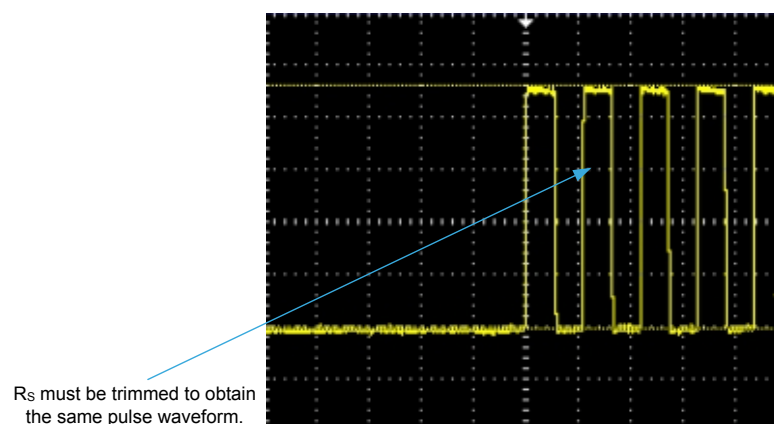 Rs must be trimmed to obtain
the same pulse waveform.